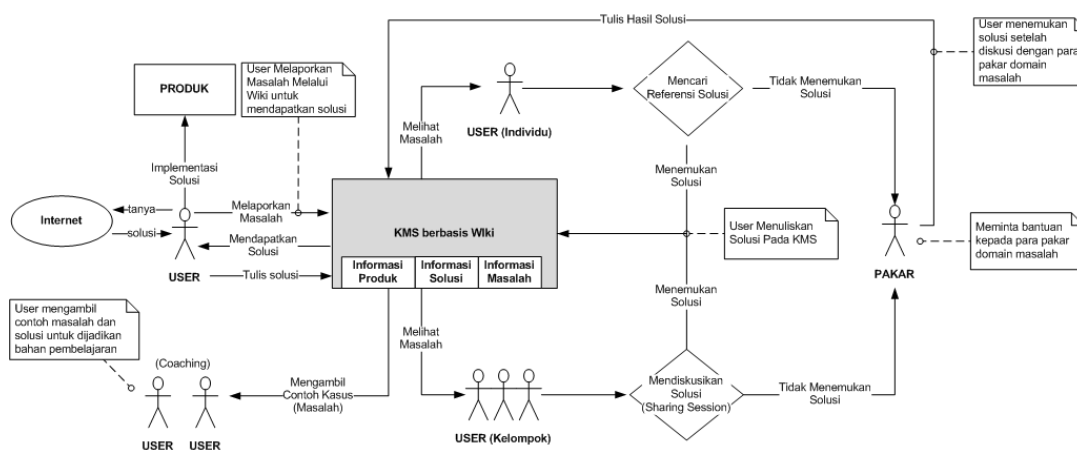 Tulis Hasil Solusi
User menemukan
solusi setelah
diskusi dengan para
pakar domain
masalah
User Melaporkan
Masalah Melalui
Wiki untuk
mendapatkan solusi
PRODUK
Mencari
Referensi Solusi
Tidak Menemukan
Solusi
USER (Individu)
Melihat
Masalah
Implementasi
Solusi
Menemukan
Solusi
tanya
Internet
solusi
Melaporkan
Masalah
Mendapatkan
Solusi
USER
Tulis solusi
KMS berbasis WIki
Informasi
Produk
Informasi
Solusi
Informasi
Masalah
User Menuliskan
Solusi Pada KMS
PAKAR
Meminta bantuan
kepada para pakar
domain masalah
Menemukan
Solusi
User mengambil
contoh masalah dan
solusi untuk dijadikan
bahan pembelajaran
Melihat
Masalah
(Coaching)
USER
USER
Mengambil
Contoh Kasus
(Masalah)
USER (Kelompok)
Mendiskusikan
Solusi
(Sharing Session)
Tidak Menemukan
Solusi